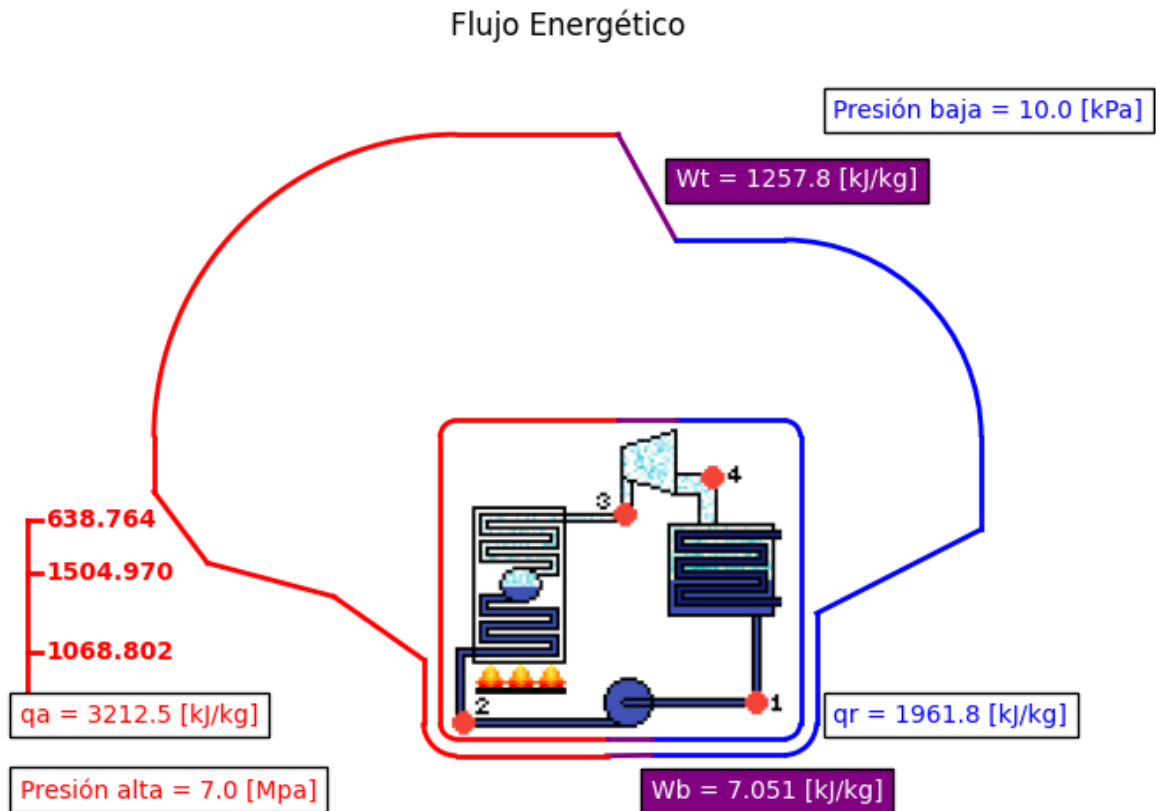 Flujo Energético
Presión baja = 10.0 [kPa]
Wt = 1257.8 [kJ/kg]
4
3
638.764
1504.970
1068.802
2
1
qa = 3212.5 [kJ/kg]
qr = 1961.8 [kJ/kg]
Presión alta = 7.0 [Mpa]
Wb = 7.051 [kJ/kg]